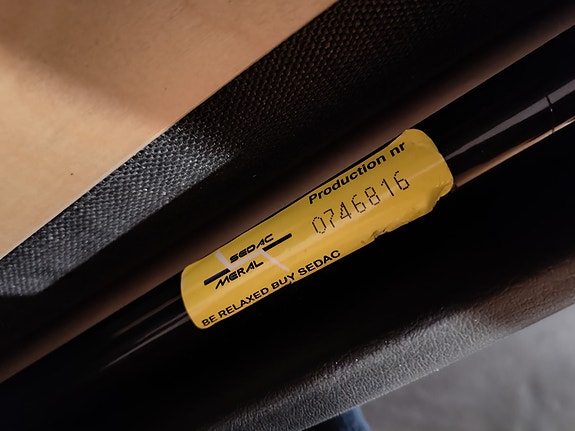 Production nr
0746816
SEDAC
MERAL
BE RELAXED BUY SEDAC